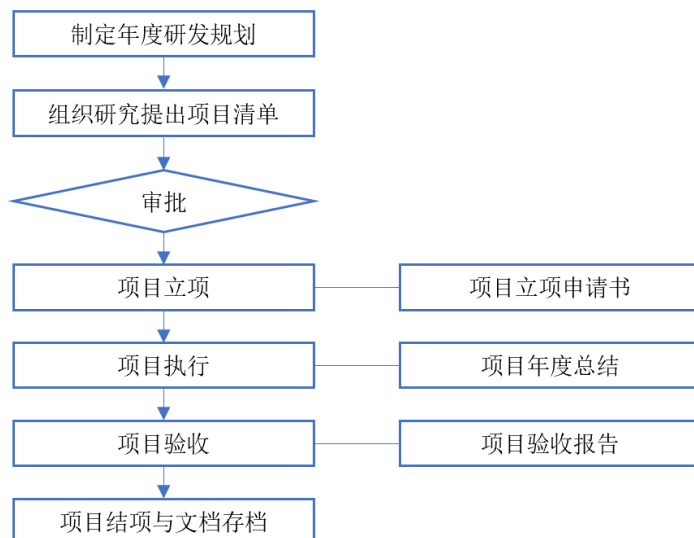 制定年度研发规划
组织研究提出项目清单
审批
项目立项
项目立项申请书
项目执行
项目年度总结
项目验收
项目验收报告
项目结项与文档存档